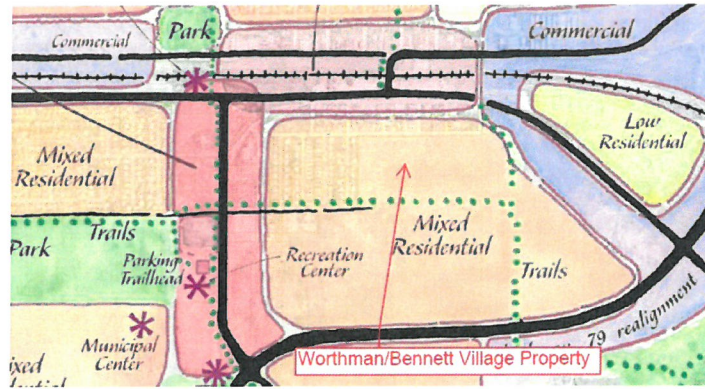 Park
Commercial
Commercial
Low
Residential
Mixed
Residential
Mixed
Residential
Trails
Park
Parking
Trailhead
Recreation
Center
Trails
79 realignment
Municipal
Center
Worthman/Bennett Village Property